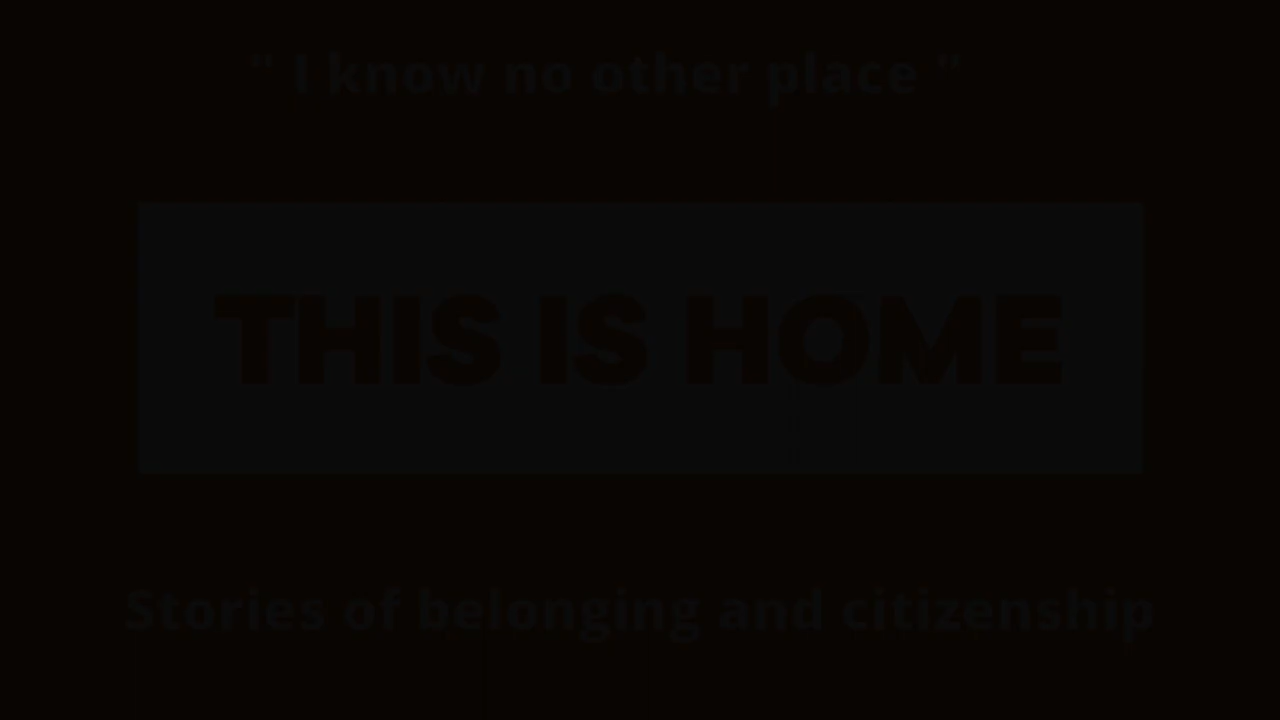 " I know no other place "
THIS IS HOME
Stories of belonging and citizenship